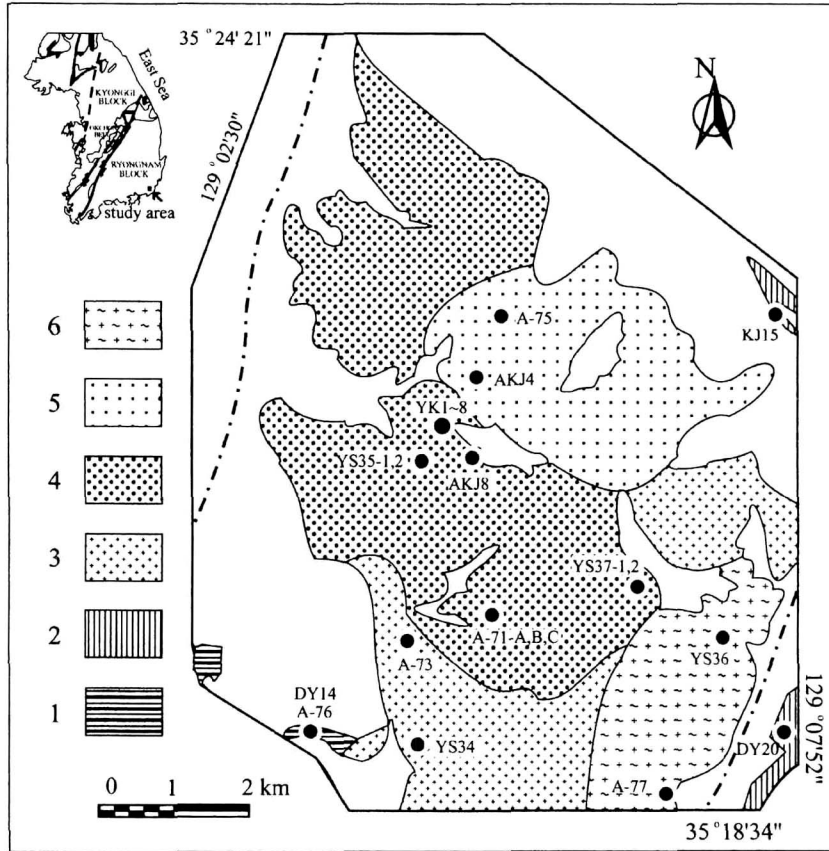 35°24'21"
East Sea
KYONGGI
BLOCK
RYONGNAM
BLOCK
study area
129°02'30"
N
A-75
KJ15
AKJ4
YK1~8
YS35-1,2
AKJ8
YS37-1,2
A-71-A,B,C
A-73
YS36
DY14
A-76
YS34
DY20
A-77
6
5
4
3
2
1
0 1 2 km
129°07'52"
35°18'34"